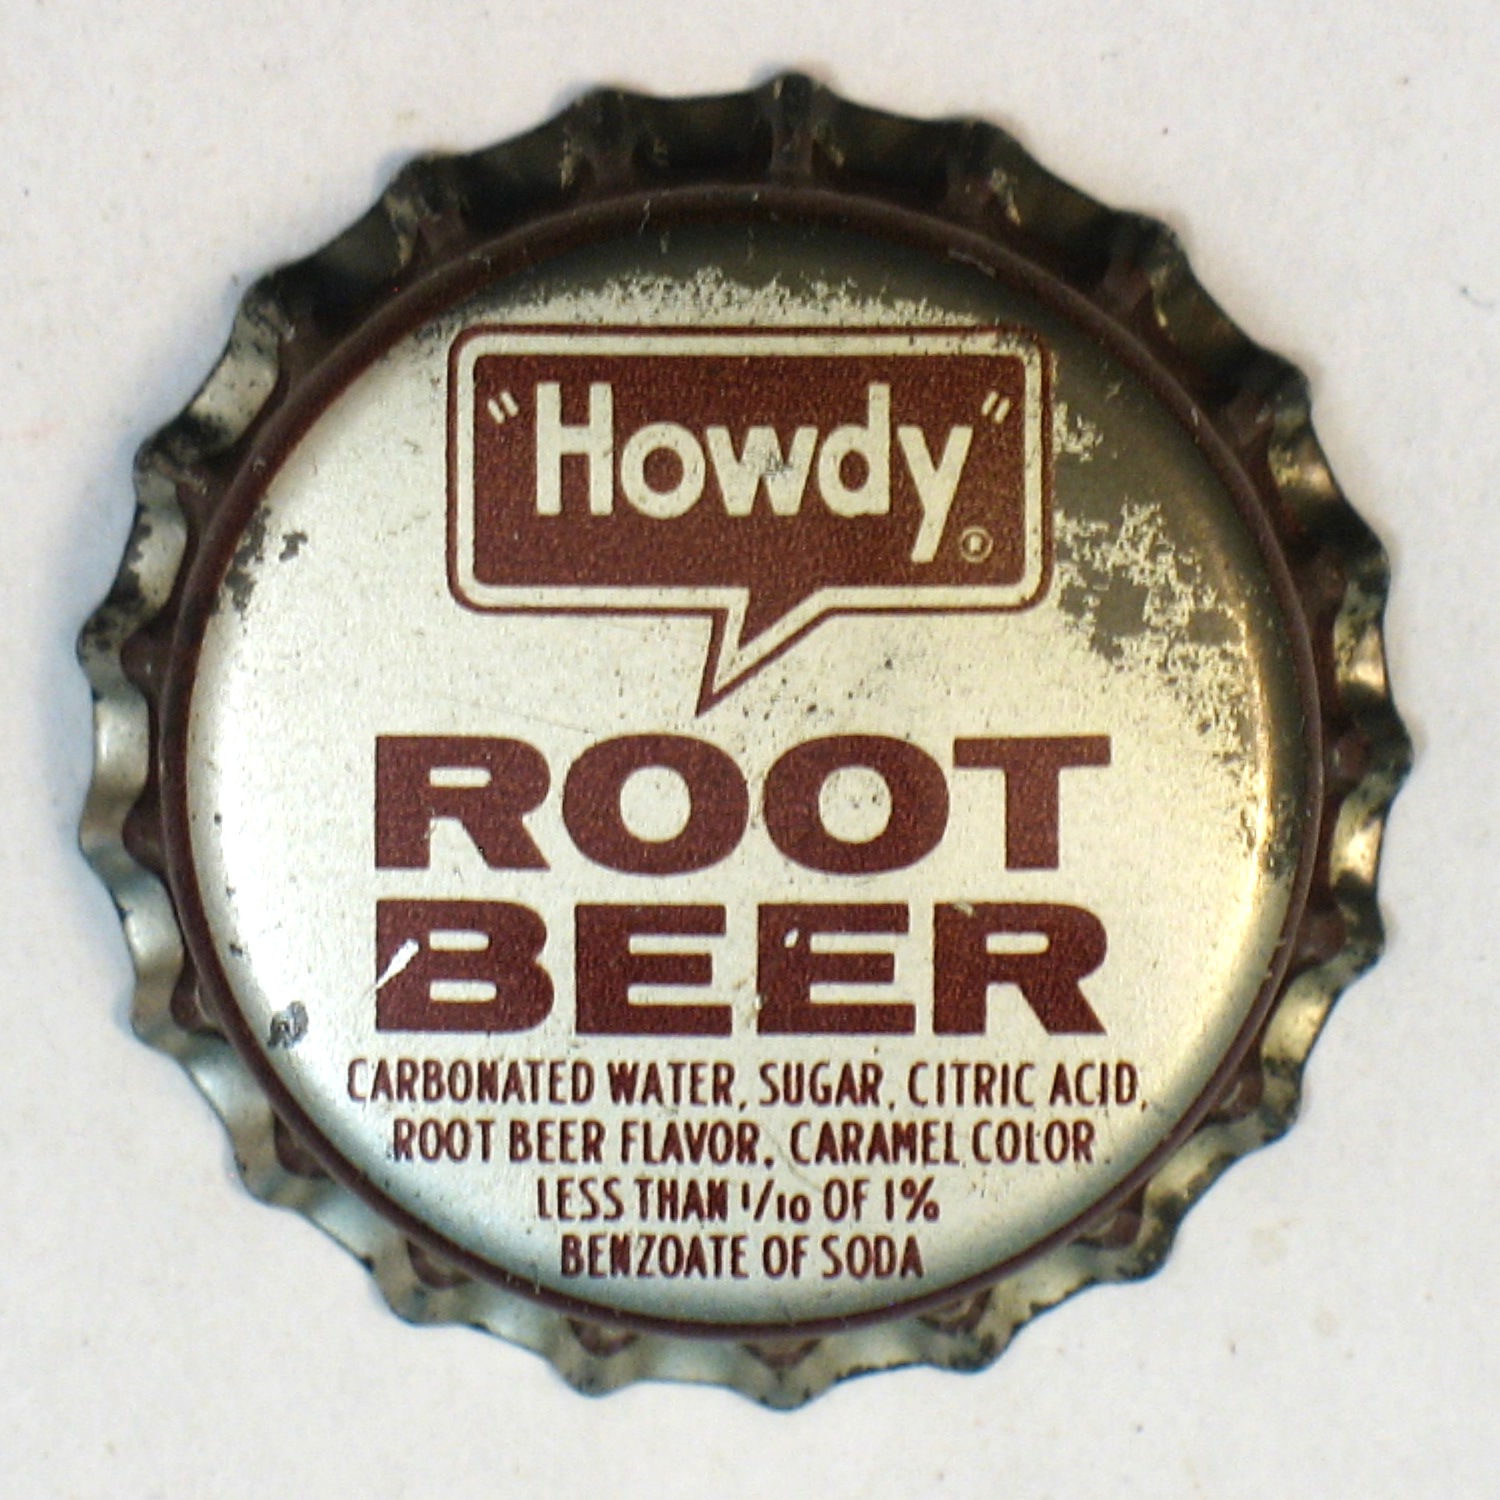 "Howdy"®
ROOT
BEER
CARBONATED WATER, SUGAR, CITRIC ACID,
ROOT BEER FLAVOR, CARAMEL COLOR
LESS THAN 1/10 OF 1%
BENZOATE OF SODA